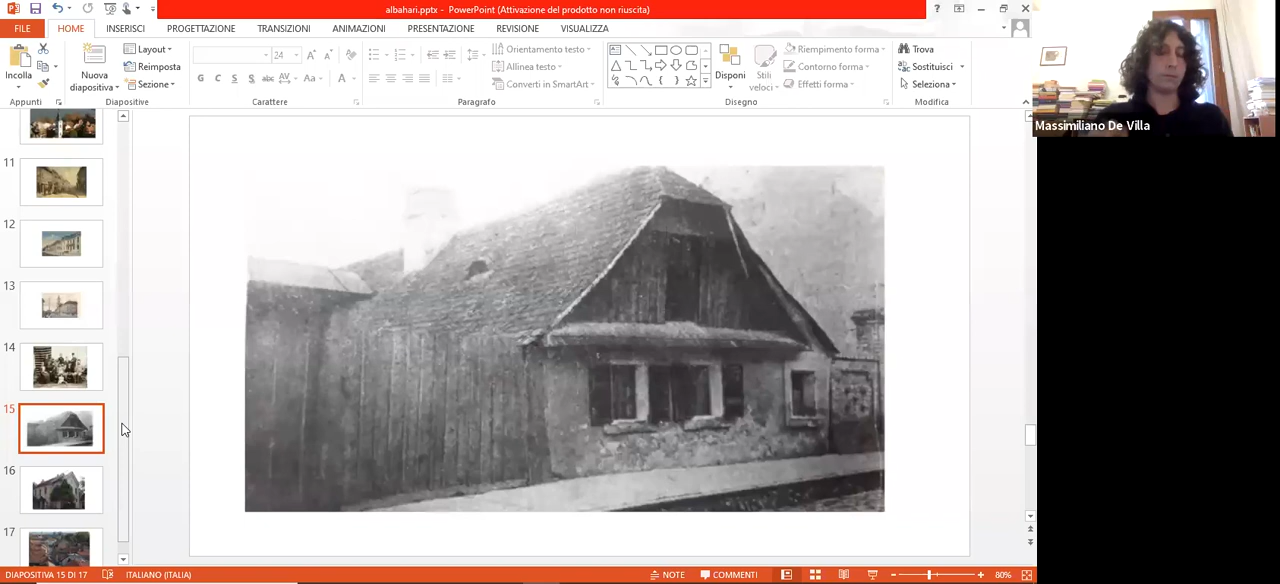 albahari.pptx - PowerPoint (Attivazione del prodotto non riuscita)
FILE HOME INSERISCI PROGETTAZIONE TRANSIZIONI ANIMAZIONI PRESENTAZIONE REVISIONE VISUALIZZA
Incolla
Appunti
Nuova diapositiva
Layout
Reimposta
Sezione
Diapositive
24
G C S S abc AV Aa A
Carattere
Orientamento testo
Allinea testo
Converti in SmartArt
Paragrafo
Disponi
Stili veloci
Riempimento forma
Contorno forma
Effetti forma
Disegno
Trova
Sostituisci
Seleziona
Modifica
Massimiliano De Villa
11
12
13
14
15
16
17
DIAPOSITIVA 15 DI 17 ITALIANO (ITALIA) NOTE COMMENTI 80%